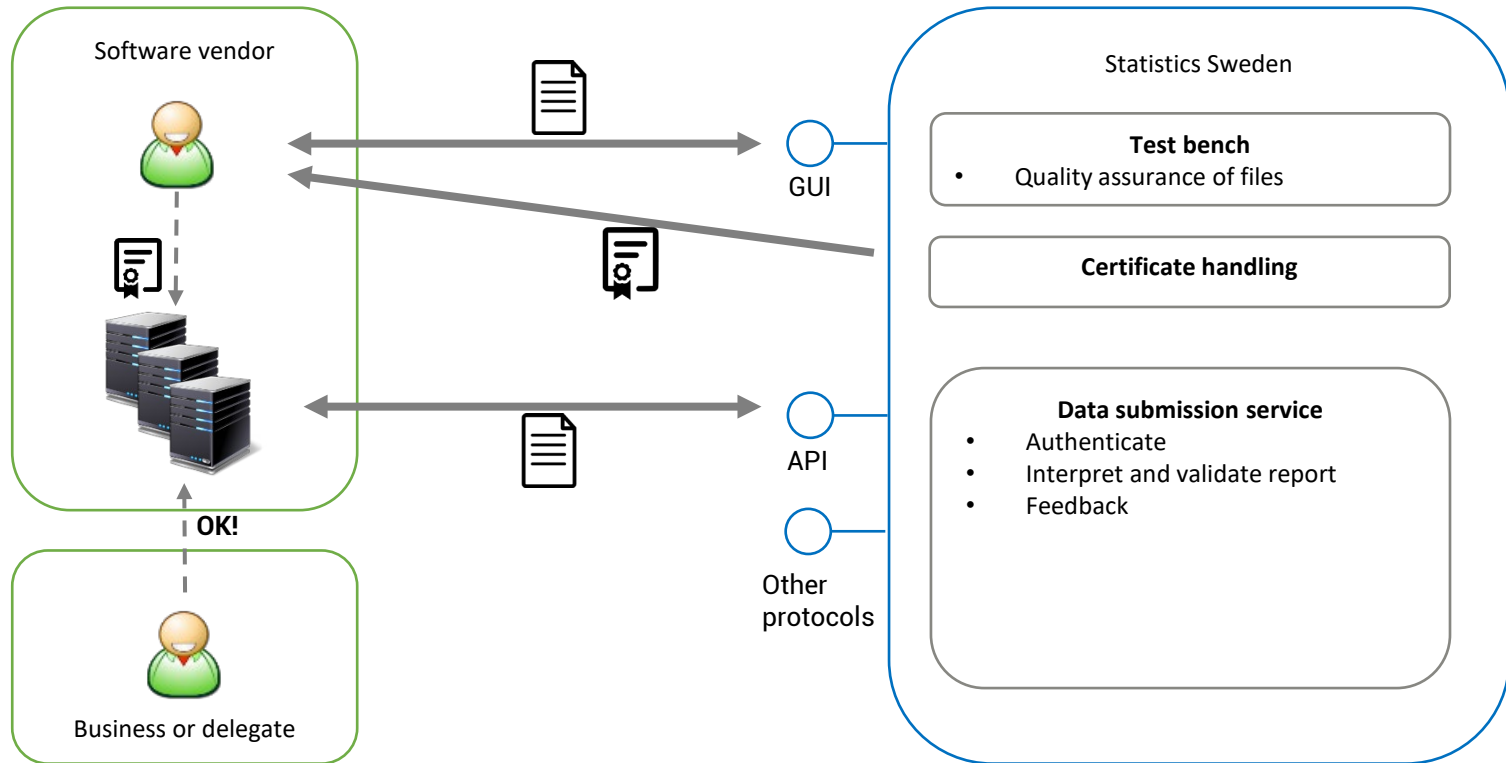 Software vendor
Statistics Sweden
Test bench
• Quality assurance of files
GUI
Certificate handling
Data submission service
• Authenticate
• Interpret and validate report
• Feedback
API
OK!
Other
protocols
Business or delegate